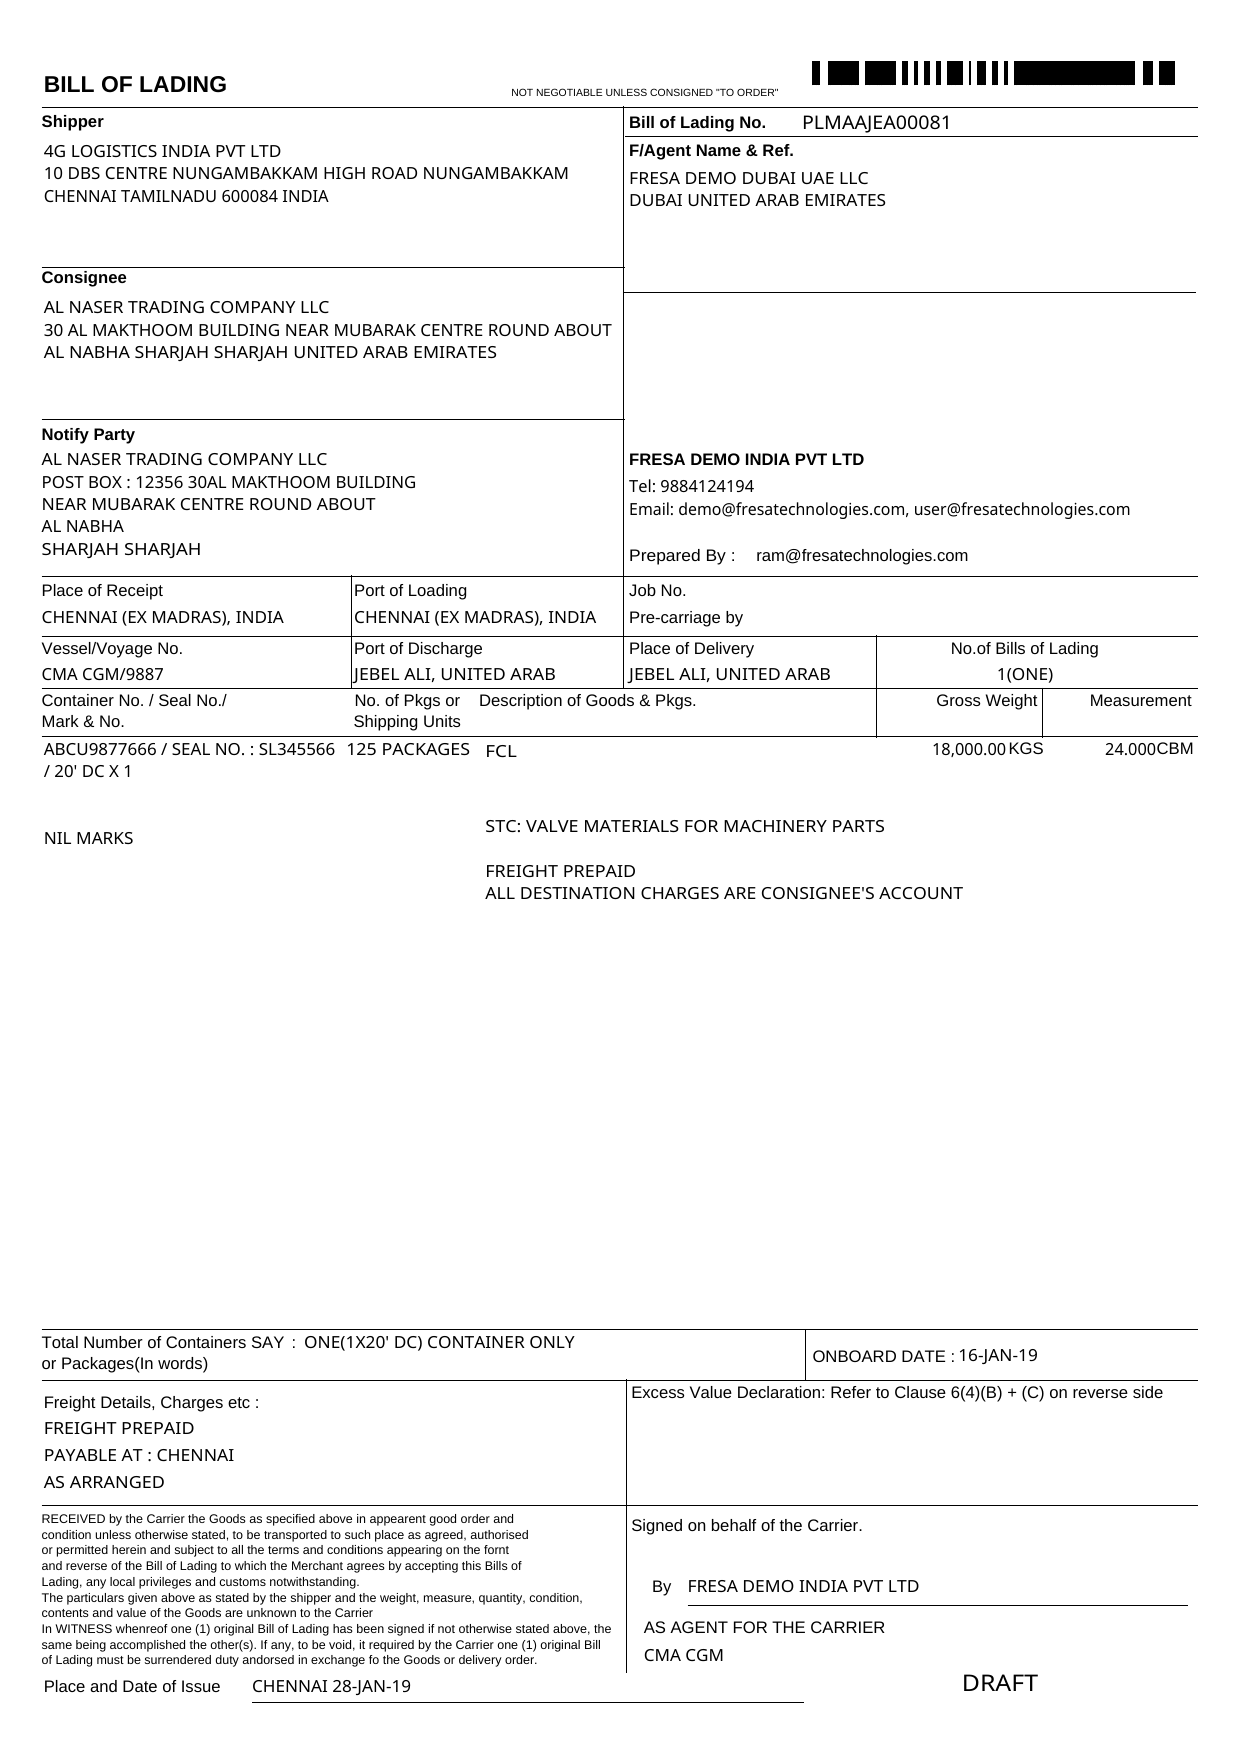 BILL OF LADING
NOT NEGOTIABLE UNLESS CONSIGNED "TO ORDER"
Shipper
4G LOGISTICS INDIA PVT LTD
10 DBS CENTRE NUNGAMBAKKAM HIGH ROAD NUNGAMBAKKAM
CHENNAI TAMILNADU 600084 INDIA
Bill of Lading No. PLMAAJEA00081
F/Agent Name & Ref.
FRESA DEMO DUBAI UAE LLC
DUBAI UNITED ARAB EMIRATES
Consignee
AL NASER TRADING COMPANY LLC
30 AL MAKTHOOM BUILDING NEAR MUBARAK CENTRE ROUND ABOUT
AL NABHA SHARJAH SHARJAH UNITED ARAB EMIRATES
Notify Party
AL NASER TRADING COMPANY LLC
POST BOX : 12356 30AL MAKTHOOM BUILDING
NEAR MUBARAK CENTRE ROUND ABOUT
AL NABHA
SHARJAH SHARJAH
FRESA DEMO INDIA PVT LTD
Tel: 9884124194
Email: demo@fresatechnologies.com, user@fresatechnologies.com
Prepared By : ram@fresatechnologies.com
Place of Receipt
CHENNAI (EX MADRAS), INDIA
Port of Loading
CHENNAI (EX MADRAS), INDIA
Job No.
Pre-carriage by
Vessel/Voyage No.
CMA CGM/9887
Port of Discharge
JEBEL ALI, UNITED ARAB
Place of Delivery
JEBEL ALI, UNITED ARAB
No.of Bills of Lading
1(ONE)
Container No. / Seal No./
Mark & No.
No. of Pkgs or
Shipping Units
Description of Goods & Pkgs.
Gross Weight
Measurement
ABCU9877666 / SEAL NO. : SL345566 125 PACKAGES FCL 18,000.00 KGS 24.000CBM
/ 20' DC X 1
STC: VALVE MATERIALS FOR MACHINERY PARTS
NIL MARKS
FREIGHT PREPAID
ALL DESTINATION CHARGES ARE CONSIGNEE'S ACCOUNT
Total Number of Containers SAY : ONE(1X20' DC) CONTAINER ONLY
or Packages(In words)
ONBOARD DATE : 16-JAN-19
Freight Details, Charges etc :
FREIGHT PREPAID
PAYABLE AT : CHENNAI
AS ARRANGED
Excess Value Declaration: Refer to Clause 6(4)(B) + (C) on reverse side
RECEIVED by the Carrier the Goods as specified above in appearent good order and
condition unless otherwise stated, to be transported to such place as agreed, authorised
or permitted herein and subject to all the terms and conditions appearing on the fornt
and reverse of the Bill of Lading to which the Merchant agrees by accepting this Bills of
Lading, any local privileges and customs notwithstanding.
The particulars given above as stated by the shipper and the weight, measure, quantity, condition,
contents and value of the Goods are unknown to the Carrier
In WITNESS whenreof one (1) original Bill of Lading has been signed if not otherwise stated above, the
same being accomplished the other(s). If any, to be void, it required by the Carrier one (1) original Bill
of Lading must be surrendered duty andorsed in exchange fo the Goods or delivery order.
Signed on behalf of the Carrier.
By FRESA DEMO INDIA PVT LTD
AS AGENT FOR THE CARRIER
CMA CGM
Place and Date of Issue CHENNAI 28-JAN-19
DRAFT